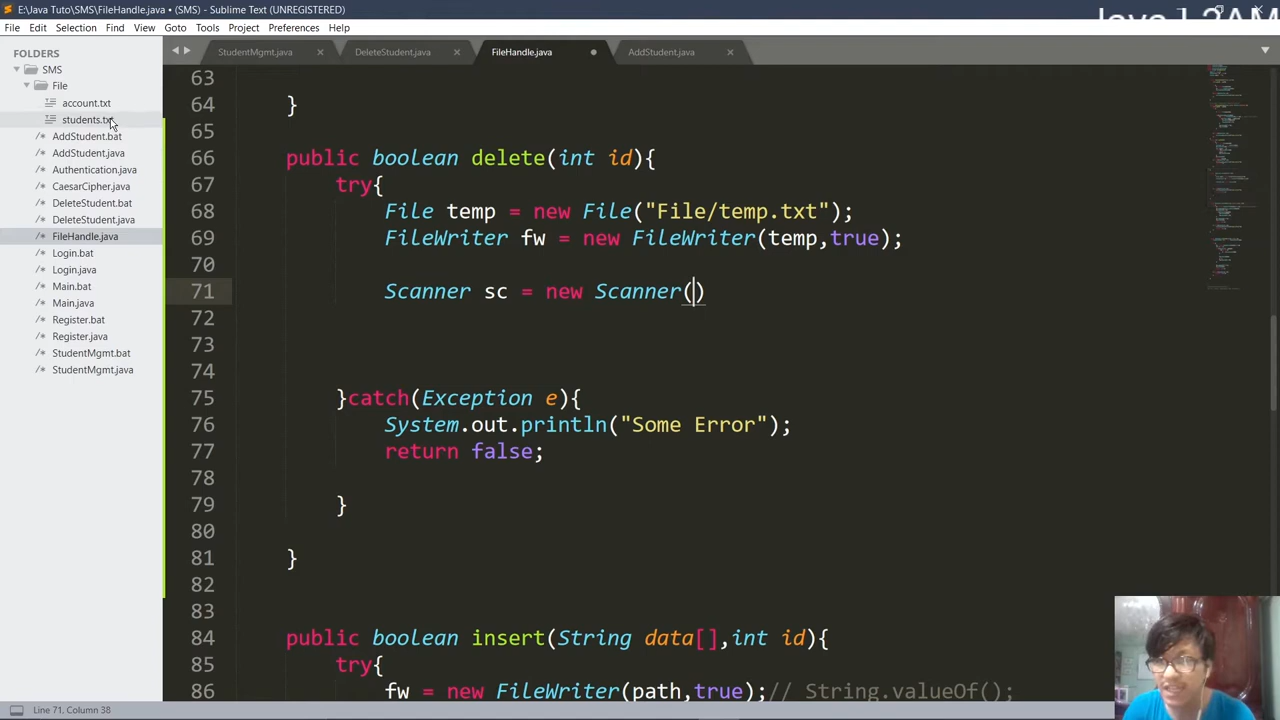 E:\Java Tuto\SMS\FileHandle.java • (SMS) - Sublime Text (UNREGISTERED)
File Edit Selection Find View Goto Tools Project Preferences Help
FOLDERS
SMS
File
account.txt
students.txt
AddStudent.bat
AddStudent.java
Authentication.java
CaesarCipher.java
DeleteStudent.bat
DeleteStudent.java
FileHandle.java
Login.bat
Login.java
Main.bat
Main.java
Register.bat
Register.java
StudentMgmt.bat
StudentMgmt.java
StudentMgmt.java × DeleteStudent.java × FileHandle.java • AddStudent.java ×
63
64 }
65
66 public boolean delete(int id){
67 try{
68 File temp = new File("File/temp.txt");
69 FileWriter fw = new FileWriter(temp,true);
70
71 Scanner sc = new Scanner()
72
73
74
75 }catch(Exception e){
76 System.out.println("Some Error");
77 return false;
78
79 }
80
81 }
82
83
84 public boolean insert(String data[],int id){
85 try{
86 fw = new FileWriter(path,true);// String.valueOf();
Line 71, Column 38